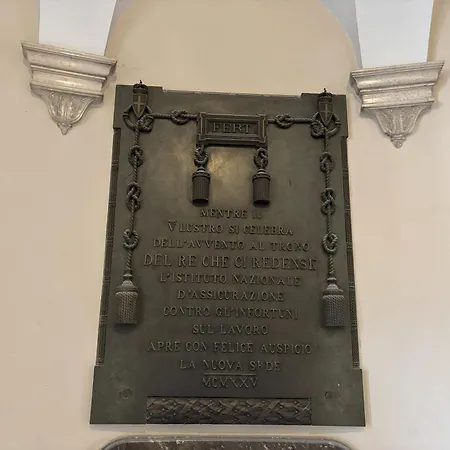 FERT
MENTRE IL
V LUSTRO SI CELEBRA
DELL'AVVENTO AL TRONO
DEL RE CHE CI REDENSE
L'ISTITUTO NAZIONALE
D'ASSICURAZIONE
CONTRO GL'INFORTUNI
SUL LAVORO
APRE CON FELICE AUSPICIO
LA NUOVA SEDE
MCMXXV